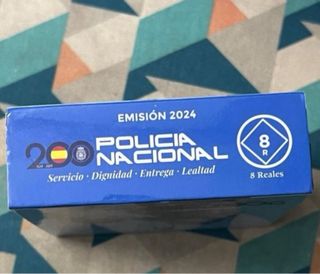 EMISIÓN 2024
200 POLICIA
NACIONAL
Servicio · Dignidad · Entrega · Lealtad
8
R
8 Reales